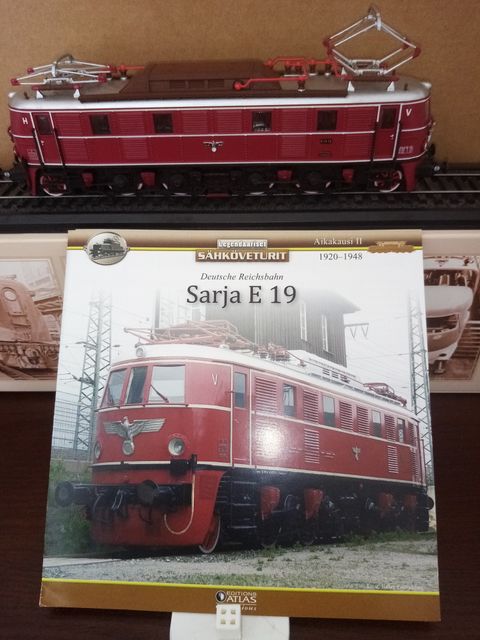 H
V
Legendaariset
SÄHKÖVETURIT
Aikakausi II
1920–1948
Deutsche Reichsbahn
Sarja E 19
V
EDITIONS
ATLAS